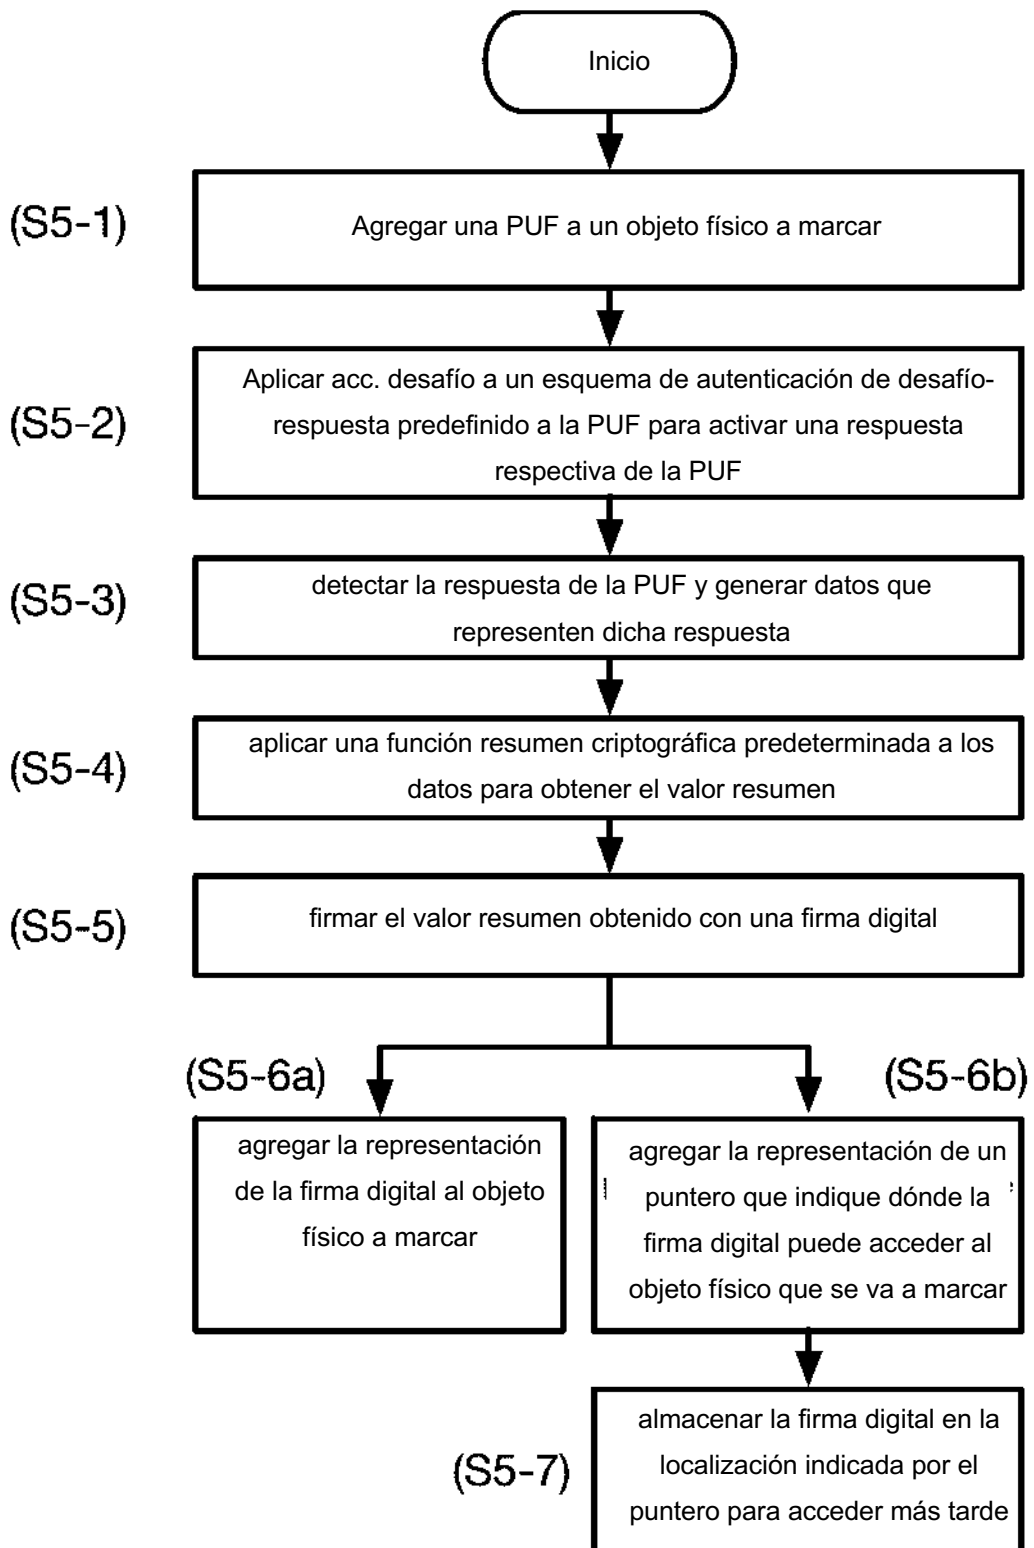 Inicio
(S5-1)
Agregar una PUF a un objeto físico a marcar
(S5-2)
Aplicar acc. desafío a un esquema de autenticación de desafío-
respuesta predefinido a la PUF para activar una respuesta
respectiva de la PUF
(S5-3)
detectar la respuesta de la PUF y generar datos que
representen dicha respuesta
(S5-4)
aplicar una función resumen criptográfica predeterminada a los
datos para obtener el valor resumen
(S5-5)
firmar el valor resumen obtenido con una firma digital
(S5-6a)
agregar la representación
de la firma digital al objeto
físico a marcar
(S5-6b)
agregar la representación de un
puntero que indique dónde la
firma digital puede acceder al
objeto físico que se va a marcar
(S5-7)
almacenar la firma digital en la
localización indicada por el
puntero para acceder más tarde